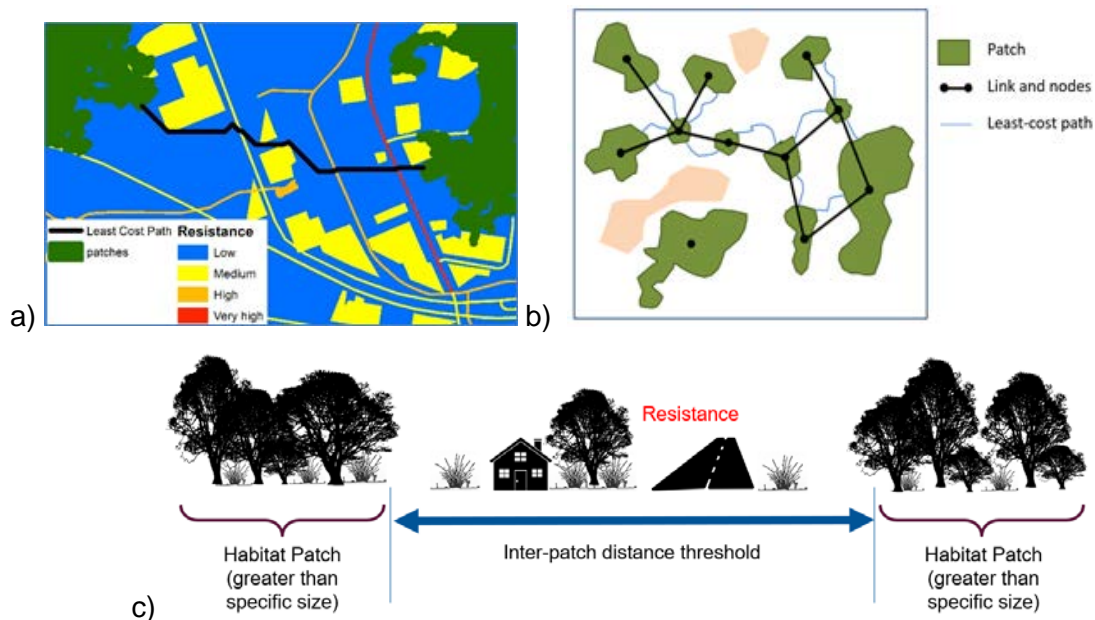 Least Cost Path
patches
Resistance
Low
Medium
High
Very high
a)
Patch
Link and nodes
Least-cost path
b)
Resistance
Inter-patch distance threshold
Habitat Patch
(greater than
specific size)
Habitat Patch
(greater than
specific size)
c)